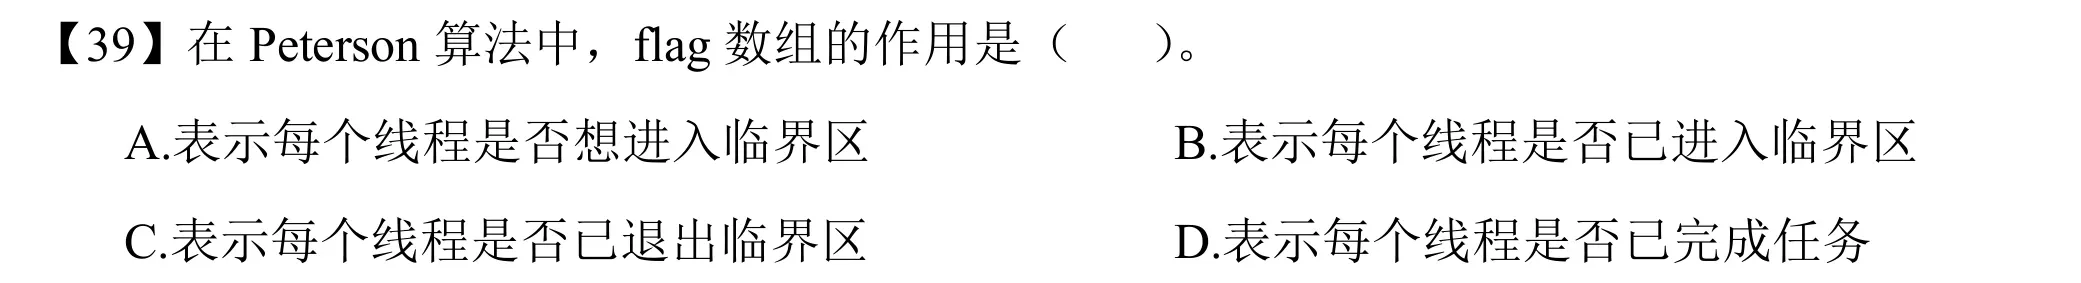 【39】在 Peterson 算法中，flag 数组的作用是（　　）。
A.表示每个线程是否想进入临界区　　B.表示每个线程是否已进入临界区
C.表示每个线程是否已退出临界区　　D.表示每个线程是否已完成任务